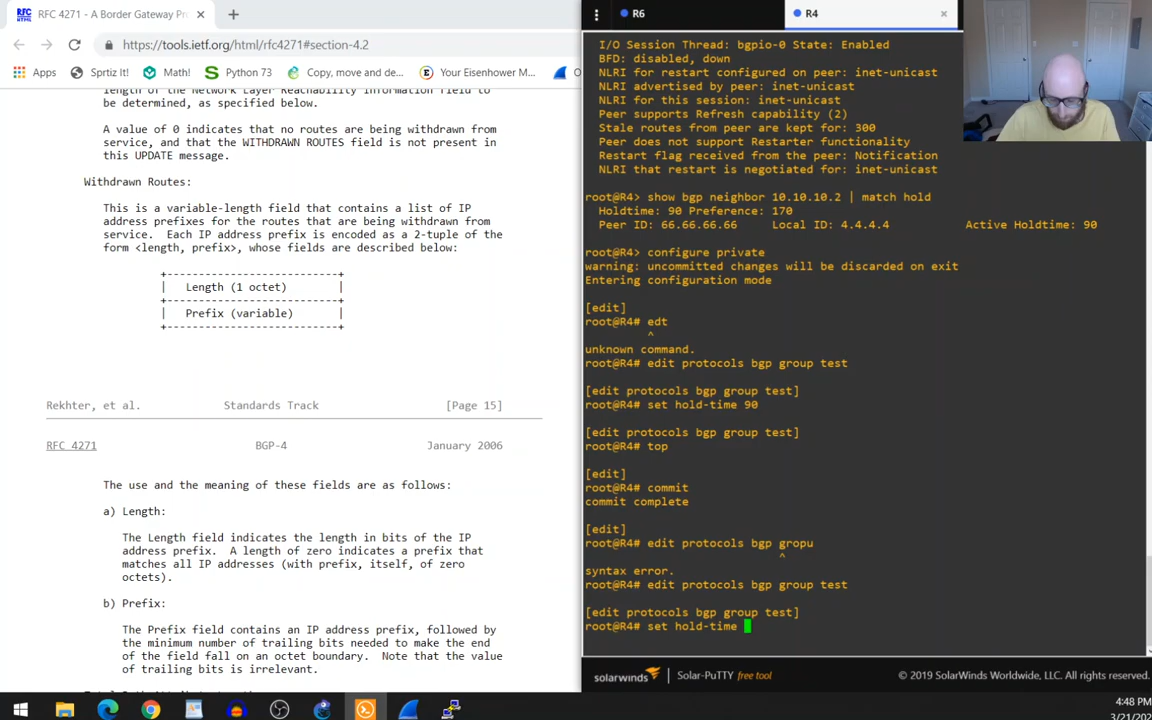 RFC 4271 - A Border Gateway Pr
R6
R4
https://tools.ietf.org/html/rfc4271#section-4.2
Apps
Sprtiz It!
Math!
Python 73
Copy, move and de...
Your Eisenhower M...
length of the Network Layer Reachability Information field to
be determined, as specified below.
A value of 0 indicates that no routes are being withdrawn from
service, and that the WITHDRAWN ROUTES field is not present in
this UPDATE message.
Withdrawn Routes:
This is a variable-length field that contains a list of IP
address prefixes for the routes that are being withdrawn from
service. Each IP address prefix is encoded as a 2-tuple of the
form <length, prefix>, whose fields are described below:
+---------------------------+
| Length (1 octet) |
+---------------------------+
| Prefix (variable) |
+---------------------------+
Rekhter, et al. Standards Track [Page 15]
RFC 4271 BGP-4 January 2006
The use and the meaning of these fields are as follows:
a) Length:
The Length field indicates the length in bits of the IP
address prefix. A length of zero indicates a prefix that
matches all IP addresses (with prefix, itself, of zero
octets).
b) Prefix:
The Prefix field contains an IP address prefix, followed by
the minimum number of trailing bits needed to make the end
of the field fall on an octet boundary. Note that the value
of trailing bits is irrelevant.
I/O Session Thread: bgpio-0 State: Enabled
BFD: disabled, down
NLRI for restart configured on peer: inet-unicast
NLRI advertised by peer: inet-unicast
NLRI for this session: inet-unicast
Peer supports Refresh capability (2)
Stale routes from peer are kept for: 300
Peer does not support Restarter functionality
Restart flag received from the peer: Notification
NLRI that restart is negotiated for: inet-unicast
root@R4> show bgp neighbor 10.10.10.2 | match hold
Holdtime: 90 Preference: 170
Peer ID: 66.66.66.66 Local ID: 4.4.4.4 Active Holdtime: 90
root@R4> configure private
warning: uncommitted changes will be discarded on exit
Entering configuration mode
[edit]
root@R4# edt
^
unknown command.
root@R4# edit protocols bgp group test
[edit protocols bgp group test]
root@R4# set hold-time 90
[edit protocols bgp group test]
root@R4# top
[edit]
root@R4# commit
commit complete
[edit]
root@R4# edit protocols bgp gropu
^
syntax error.
root@R4# edit protocols bgp group test
[edit protocols bgp group test]
root@R4# set hold-time
solarwinds Solar-PuTTY free tool © 2019 SolarWinds Worldwide, LLC. All rights reserved.
4:48 PM